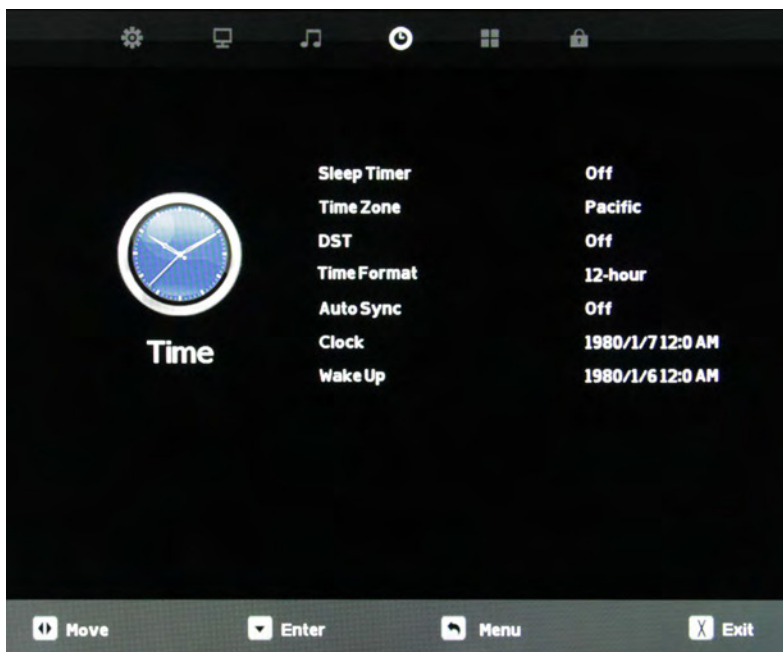 Sleep Timer Off
Time Zone Pacific
DST Off
Time Format 12-hour
Auto Sync Off
Clock 1980/1/7 12:0 AM
Wake Up 1980/1/6 12:0 AM
Time
Move Enter Menu X Exit